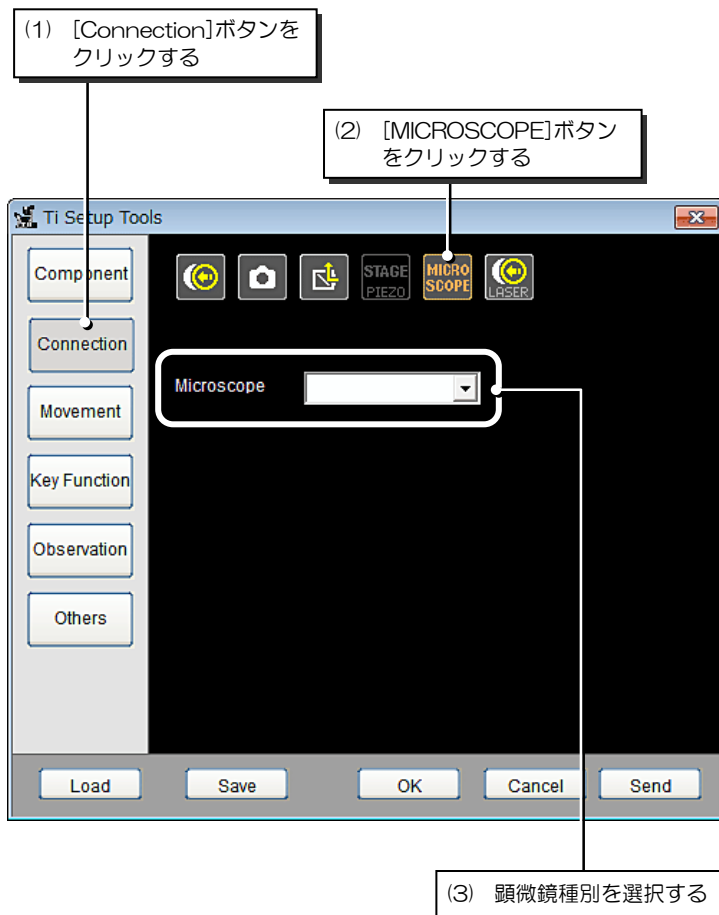 (1) [Connection]ボタンを
クリックする
(2) [MICROSCOPE]ボタン
をクリックする
Ti Setup Tools
Component
STAGE
PIEZO
MICRO
SCOPE
LASER
Connection
Microscope
Movement
Key Function
Observation
Others
Load
Save
OK
Cancel
Send
(3) 顕微鏡種別を選択する